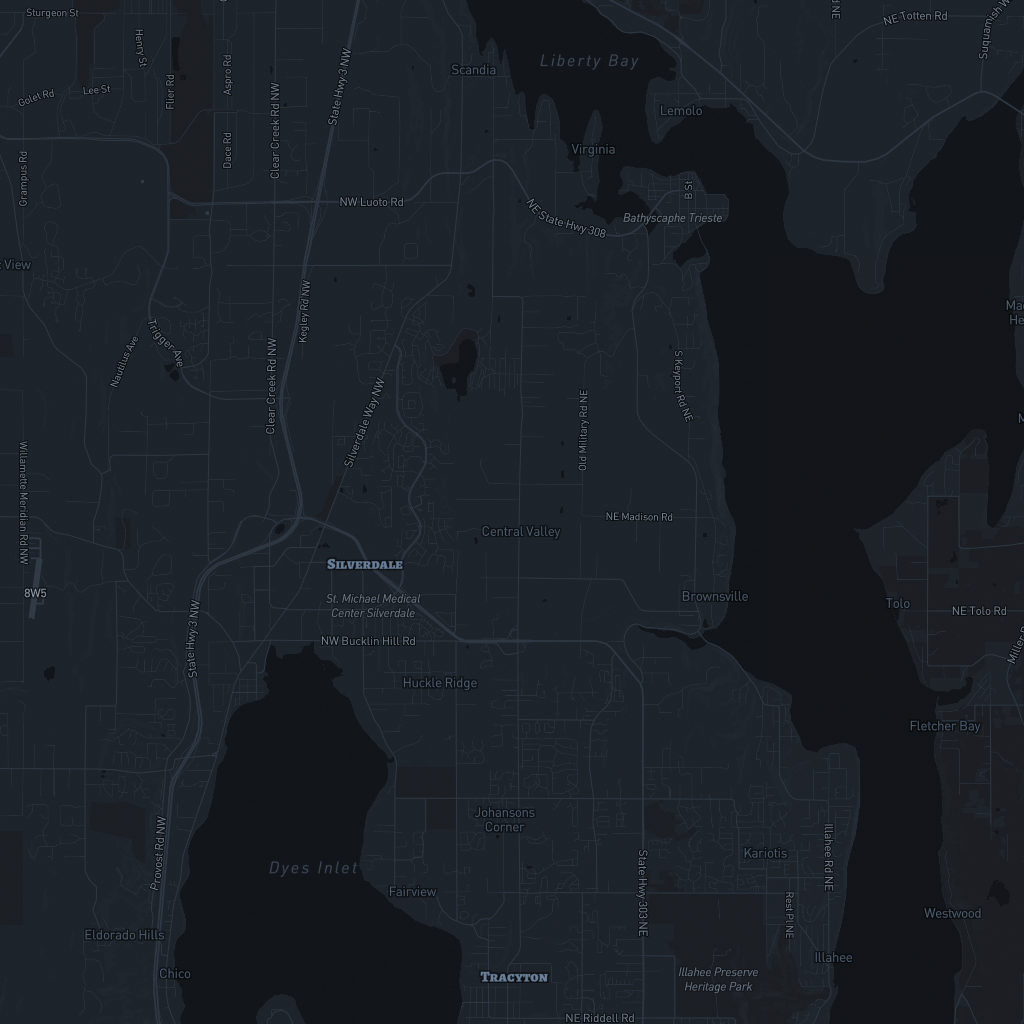 Sturgeon St
NE Totten Rd
Henry St
Liberty Bay
Scandia
Aspro Rd
Flier Rd
Lee St
Golet Rd
State Hwy 3 NW
Clear Creek Rd NW
Lemolo
Virginia
Dace Rd
Grampus Rd
B St
NW Luoto Rd
NE State Hwy 308
Bathyscaphe Trieste
View
Kegley Rd NW
Trigger Ave
Nautilus Ave
Clear Creek Rd NW
S Keyport Rd NE
Silverdale Way NW
Old Military Rd NE
Willamette Meridian Rd NW
NE Madison Rd
Central Valley
Silverdale
8W5
St. Michael Medical
Center Silverdale
Brownsville
Tolo
NE Tolo Rd
State Hwy 3 NW
NW Bucklin Hill Rd
Huckle Ridge
Fletcher Bay
Johansons
Corner
Provost Rd NW
Kariotis
Illahee Rd NE
Dyes Inlet
Fairview
State Hwy 303 NE
Rest Pl NE
Westwood
Eldorado Hills
Illahee
Chico
Tracyton
Illahee Preserve
Heritage Park
NE Riddell Rd